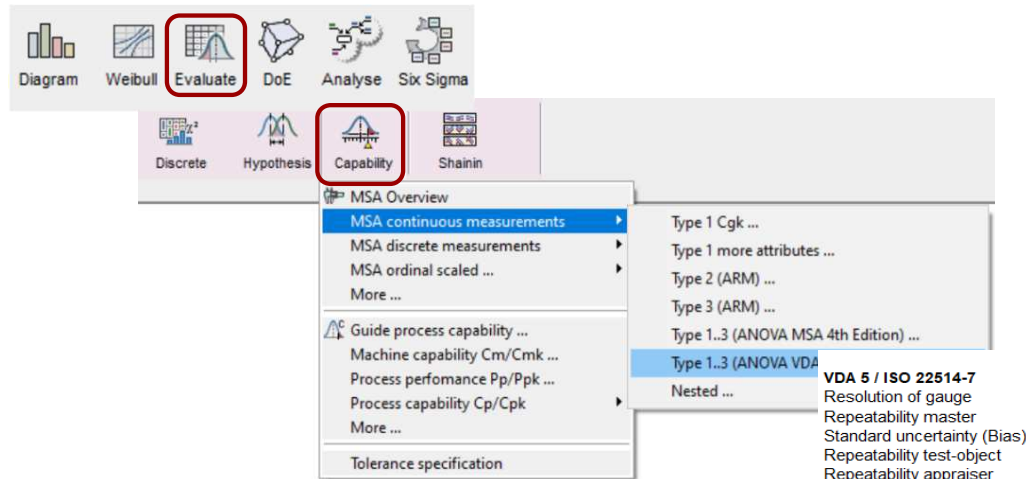 Diagram Weibull Evaluate DoE Analyse Six Sigma
Discrete Hypothesis Capability Shainin
MSA Overview
MSA continuous measurements
MSA discrete measurements
MSA ordinal scaled ...
More ...
Guide process capability ...
Machine capability Cm/Cmk ...
Process perfomance Pp/Ppk ...
Process capability Cp/Cpk
More ...
Tolerance specification
Type 1 Cgk ...
Type 1 more attributes ...
Type 2 (ARM) ...
Type 3 (ARM) ...
Type 1..3 (ANOVA MSA 4th Edition) ...
Type 1..3 (ANOVA VDA
Nested ...
VDA 5 / ISO 22514-7
Resolution of gauge
Repeatability master
Standard uncertainty (Bias)
Repeatability test-object
Repeatability appraiser